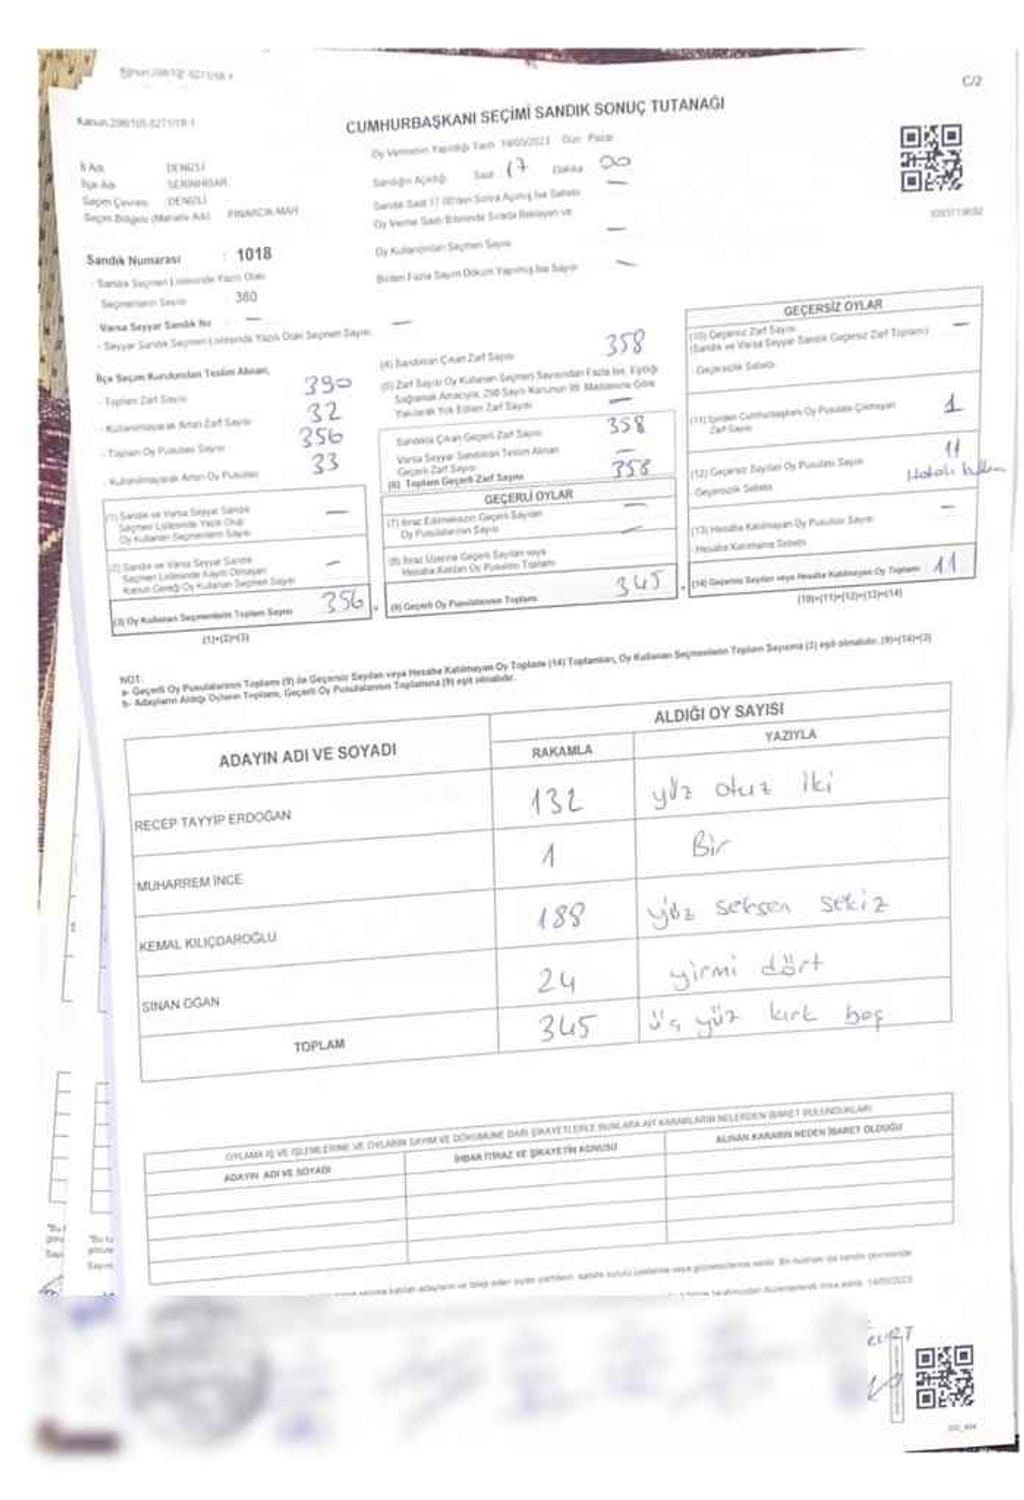 C/2
Kanun:298/105,6271/18-1
CUMHURBAŞKANI SEÇİMİ SANDIK SONUÇ TUTANAĞI
Oy Vermenin Yapıldığı Tarih 14/05/2023 Gün: Pazar
İl Adı DENİZLİ
İlçe Adı SERİNHİSAR
Seçim Çevresi DENİZLİ
Seçim Bölgesi (Mahalle Adı) PINARCIK MAH
Sandığın Açıldığı Saat 17 Dakika 00
Sandık Saat 17.00'den Sonra Açılmış İse Sebebi —
Oy Verme Saati Bitiminde Sırada Bekleyen ve
Oy Kullandırılan Seçmen Sayısı —
Birden Fazla Sayım Döküm Yapılmış İse Sayısı —
Sandık Numarası : 1018
- Sandık Seçmen Listesinde Yazılı Olan
Seçmenlerin Sayısı 380
Varsa Seyyar Sandık No : —
- Seyyar Sandık Seçmen Listesinde Yazılı Olan Seçmen Sayısı: —
İlçe Seçim Kurulundan Teslim Alınan;
- Toplam Zarf Sayısı 390
- Kullanılmayarak Artan Zarf Sayısı 32
- Toplam Oy Pusulası Sayısı 356
- Kullanılmayarak Artan Oy Pusulası 33
(1) Sandık ve Varsa Seyyar Sandık
Seçmen Listesinde Yazılı Olup
Oy Kullanan Seçmenlerin Sayısı —
(2) Sandık ve Varsa Seyyar Sandık
Seçmen Listesinde Kayıtlı Olmayan
Kanun Gereği Oy Kullanan Seçmen Sayısı —
(3) Oy Kullanan Seçmenlerin Toplam Sayısı 356
(1)+(2)=(3)
(4) Sandıktan Çıkan Zarf Sayısı 358
(5) Zarf Sayısı Oy Kullanan Seçmen Sayısından Fazla İse, Eşitliği
Sağlamak Amacıyla, 298 Sayılı Kanunun 98. Maddesine Göre
Yakılarak Yok Edilen Zarf Sayısı —
Sandıkta Çıkan Geçerli Zarf Sayısı 358
Varsa Seyyar Sandıktan Teslim Alınan
Geçerli Zarf Sayısı —
(6) Toplam Geçerli Zarf Sayısı 358
GEÇERLİ OYLAR
(7) İtiraz Edilmeksizin Geçerli Sayılan
Oy Pusulalarının Sayısı —
(8) İtiraz Üzerine Geçerli Sayılan veya
Hesaba Katılan Oy Pusulası Toplamı —
(9) Geçerli Oy Pusulalarının Toplamı 345
GEÇERSİZ OYLAR
(10) Geçersiz Zarf Sayısı —
(Sandık ve Varsa Seyyar Sandık Geçersiz Zarf Toplamı)
Geçersizlik Sebebi
(11) İçinden Cumhurbaşkanı Oy Pusulası Çıkmayan
Zarf Sayısı 1
(12) Geçersiz Sayılan Oy Pusulası Sayısı 11
Geçersizlik Sebebi Hatalı
(13) Hesaba Katılmayan Oy Pusulası Sayısı —
Hesaba Katılmama Sebebi
(14) Geçersiz Sayılan veya Hesaba Katılmayan Oy Toplamı 11
(10)+(11)+(12)+(13)=(14)
NOT:
a- Geçerli Oy Pusulalarının Toplamı (9) ile Geçersiz Sayılan veya Hesaba Katılmayan Oy Toplamı (14) Toplamları, Oy Kullanan Seçmenlerin Toplam Sayısına (3) eşit olmalıdır. (9)+(14)=(3)
b- Adayların Aldığı Oyların Toplamı, Geçerli Oy Pusulalarının Toplamına (9) eşit olmalıdır.
ADAYIN ADI VE SOYADI
ALDIĞI OY SAYISI
RAKAMLA YAZIYLA
RECEP TAYYİP ERDOĞAN 132 yüz otuz iki
MUHARREM İNCE 1 Bir
KEMAL KILIÇDAROĞLU 188 yüz seksen sekiz
SİNAN OĞAN 24 yirmi dört
TOPLAM 345 üç yüz kırk beş
OYLAMA İŞ VE İŞLEMLERİNE VE OYLARIN SAYIM VE DÖKÜMÜNE DAİR ŞİKAYETLERLE BUNLARA AİT KARARLARIN NELERDEN İBARET BULUNDUKLARI
ADAYIN ADI VE SOYADI
İHBAR İTİRAZ VE ŞİKAYETİN KONUSU
ALINAN KARARIN NEDEN İBARET OLDUĞU